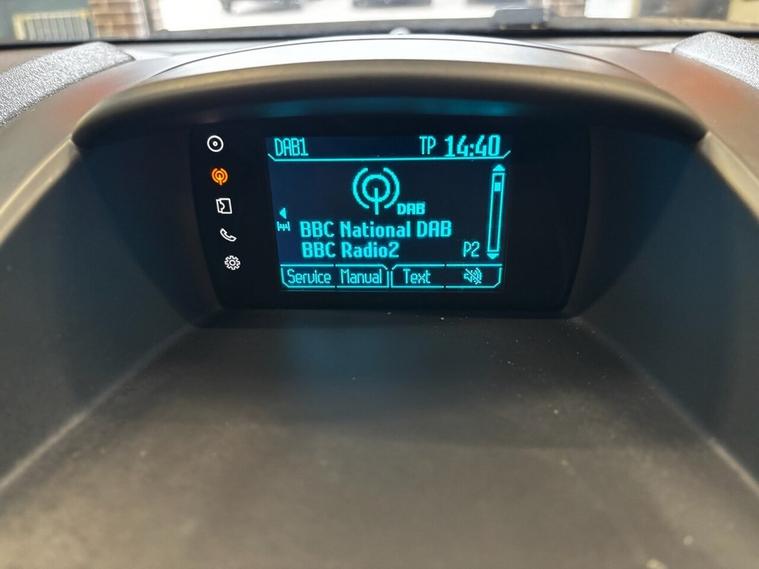 DAB1 TP 14:40
DAB
BBC National DAB
BBC Radio2 P2
Service Manual Text